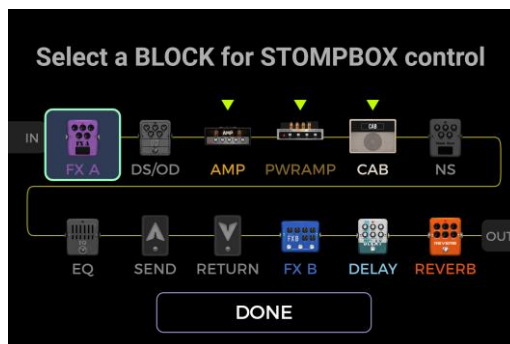 Select a BLOCK for STOMPBOX control
IN
FX A DS/OD AMP PWRAMP CAB NS
EQ SEND RETURN FX B DELAY REVERB
OUT
DONE